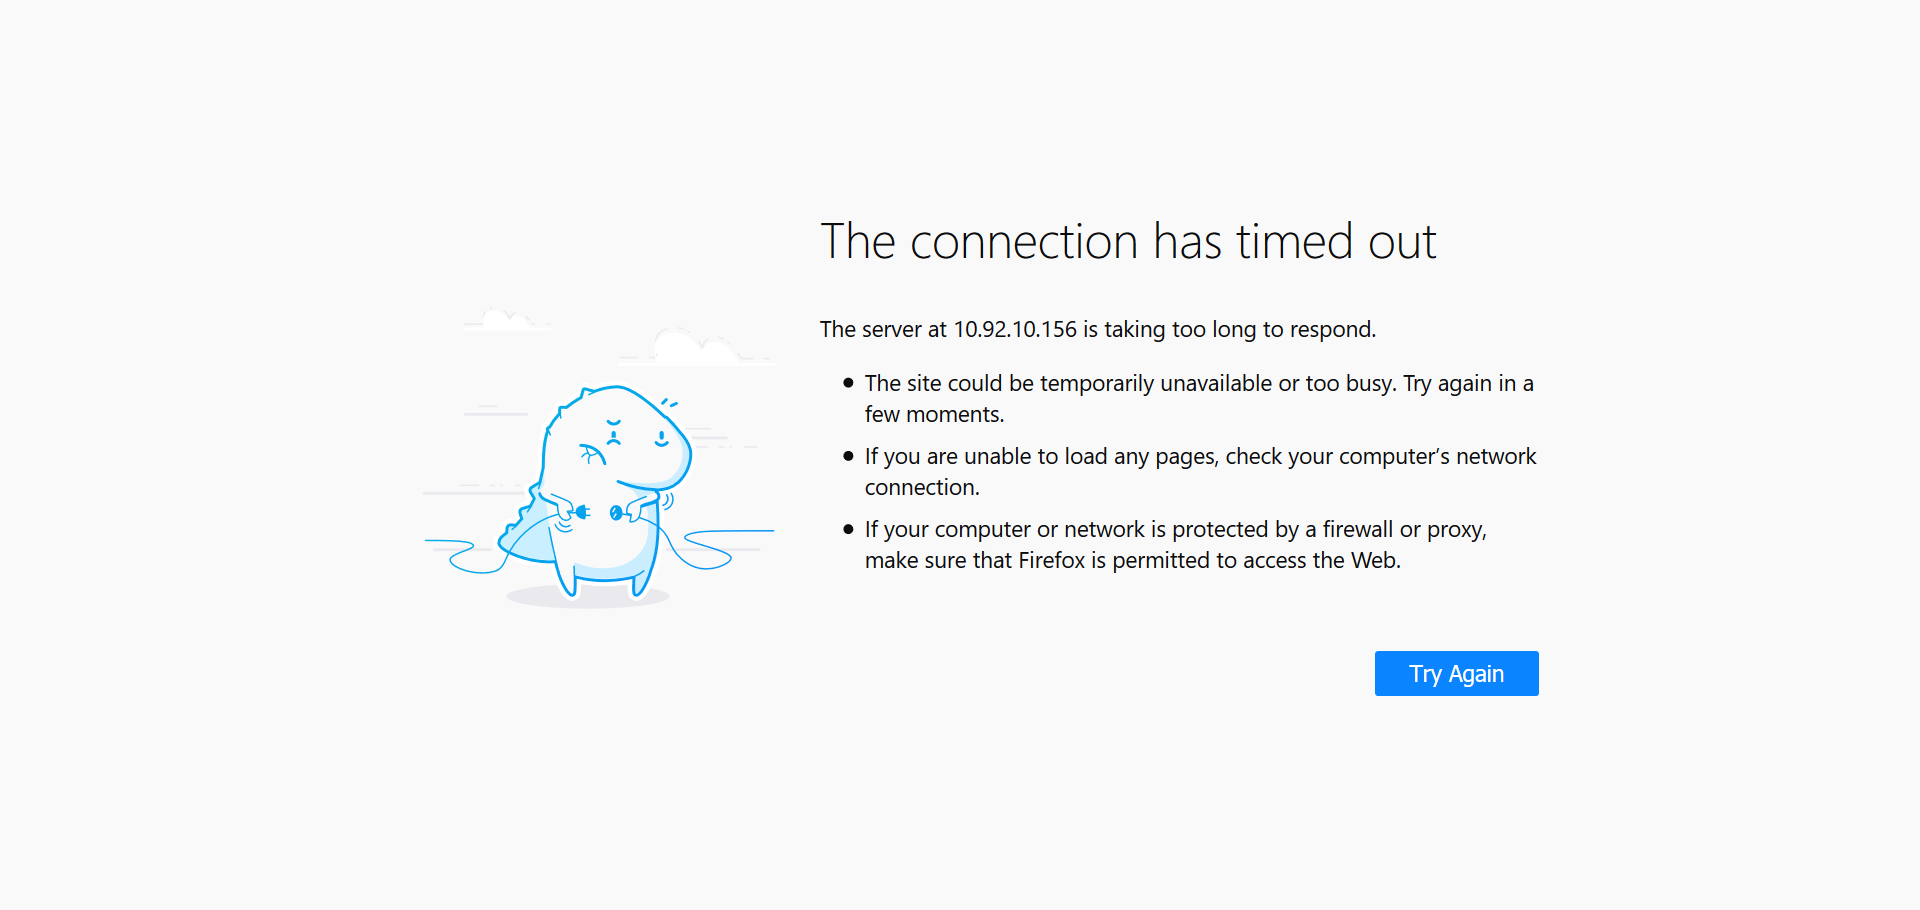 The connection has timed out
The server at 10.92.10.156 is taking too long to respond.
● The site could be temporarily unavailable or too busy. Try again in a
few moments.
● If you are unable to load any pages, check your computer’s network
connection.
● If your computer or network is protected by a firewall or proxy,
make sure that Firefox is permitted to access the Web.
Try Again